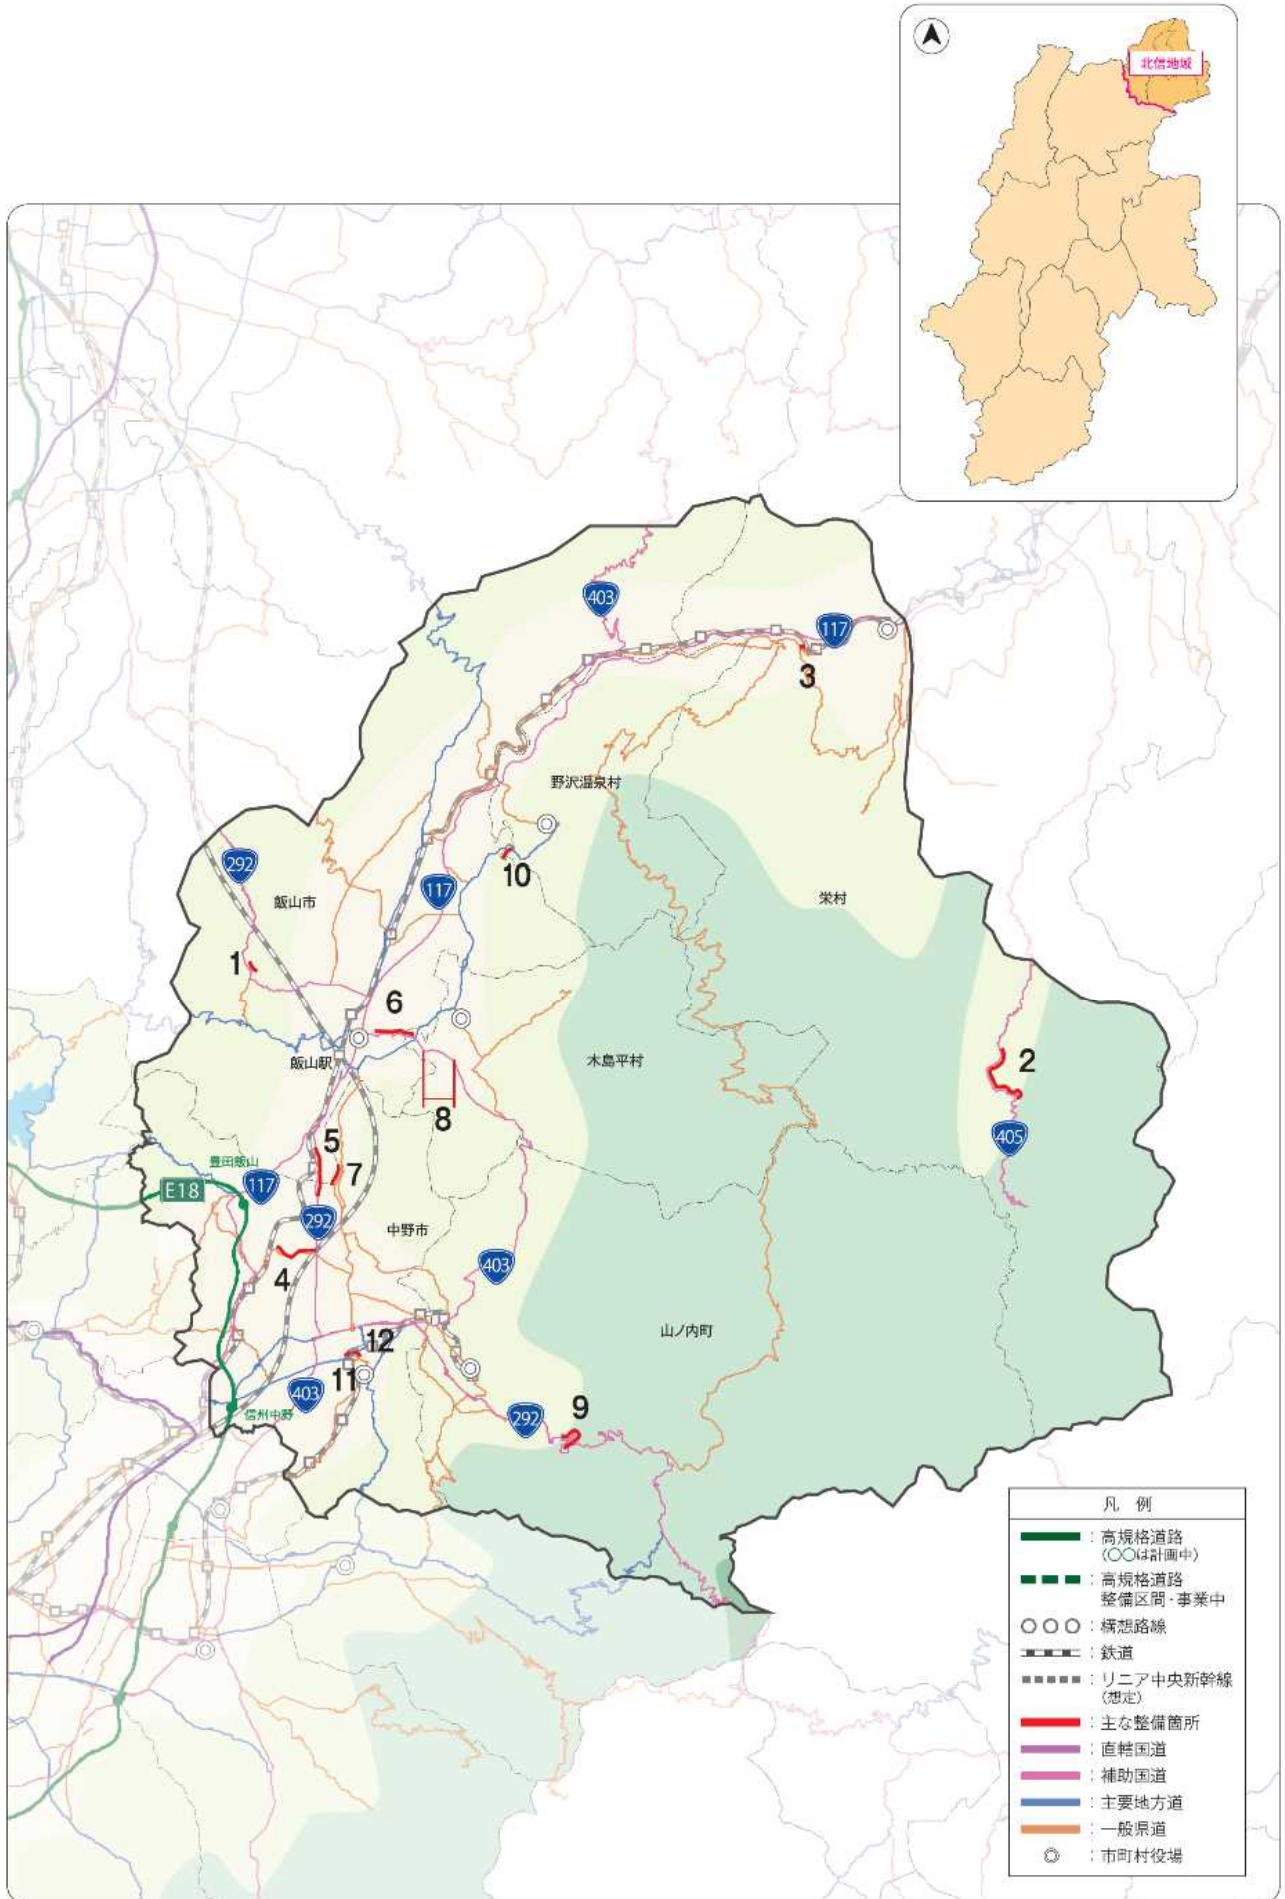 北信地域
403
117
3
野沢温泉村
292
10
飯山市
117
栄村
1
6
飯山駅
木島平村
2
8
405
5
豊田飯山
7
E18
117
292
中野市
4
403
12
山ノ内町
11
403
信州中野
292
9
凡 例
：高規格道路
(〇〇は計画中)
：高規格道路
整備区間・事業中
：構想路線
：鉄道
：リニア中央新幹線
(想定)
：主な整備箇所
：直轄国道
：補助国道
：主要地方道
：一般県道
：市町村役場